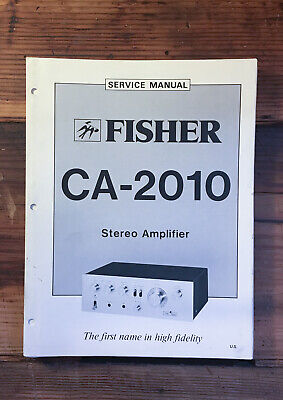 SERVICE MANUAL
FISHER
CA-2010
Stereo Amplifier
The first name in high fidelity
U.S.